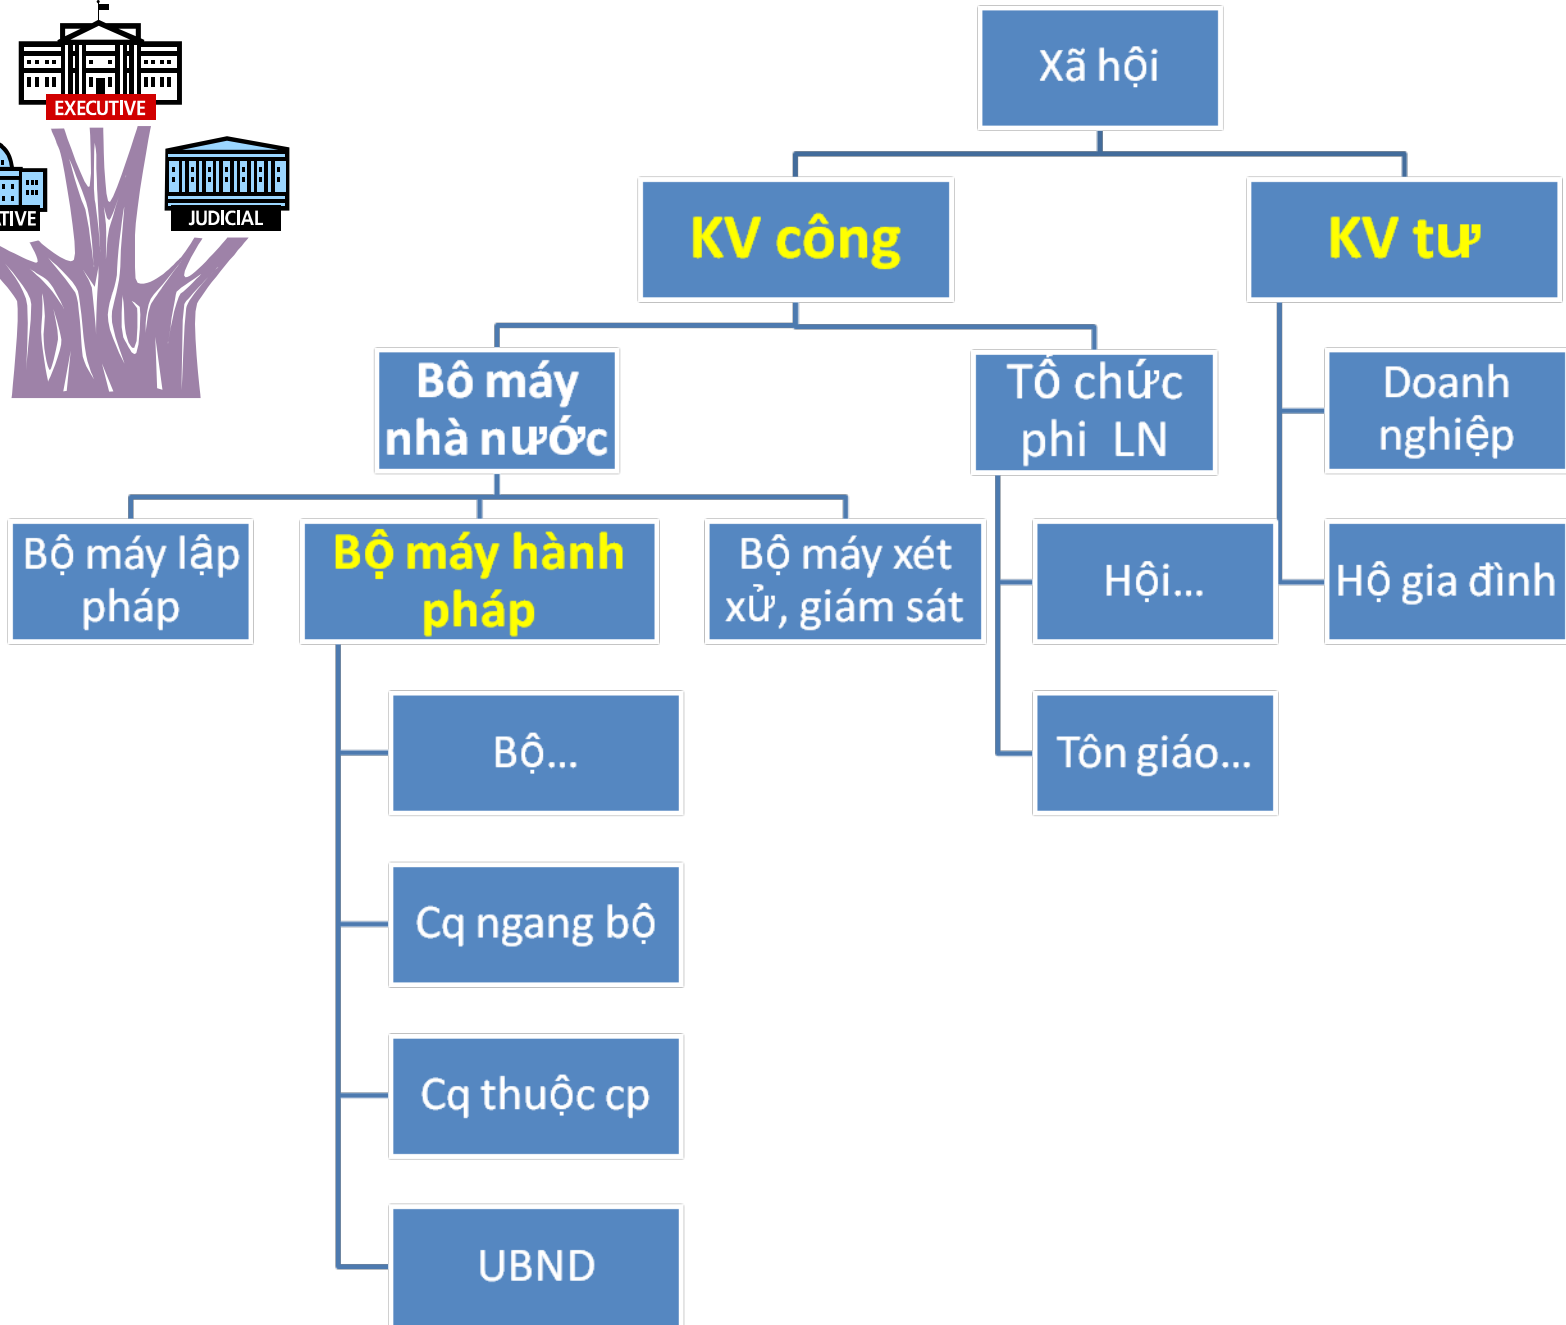 EXECUTIVE
JUDICIAL
Xã hội
KV công
KV tư
Bô máy
nhà nước
Tổ chức
phi LN
Doanh
nghiệp
Bộ máy lập
pháp
Bộ máy hành
pháp
Bộ máy xét
xử, giám sát
Hội...
Hộ gia đình
Bộ...
Tôn giáo...
Cq ngang bộ
Cq thuộc cp
UBND